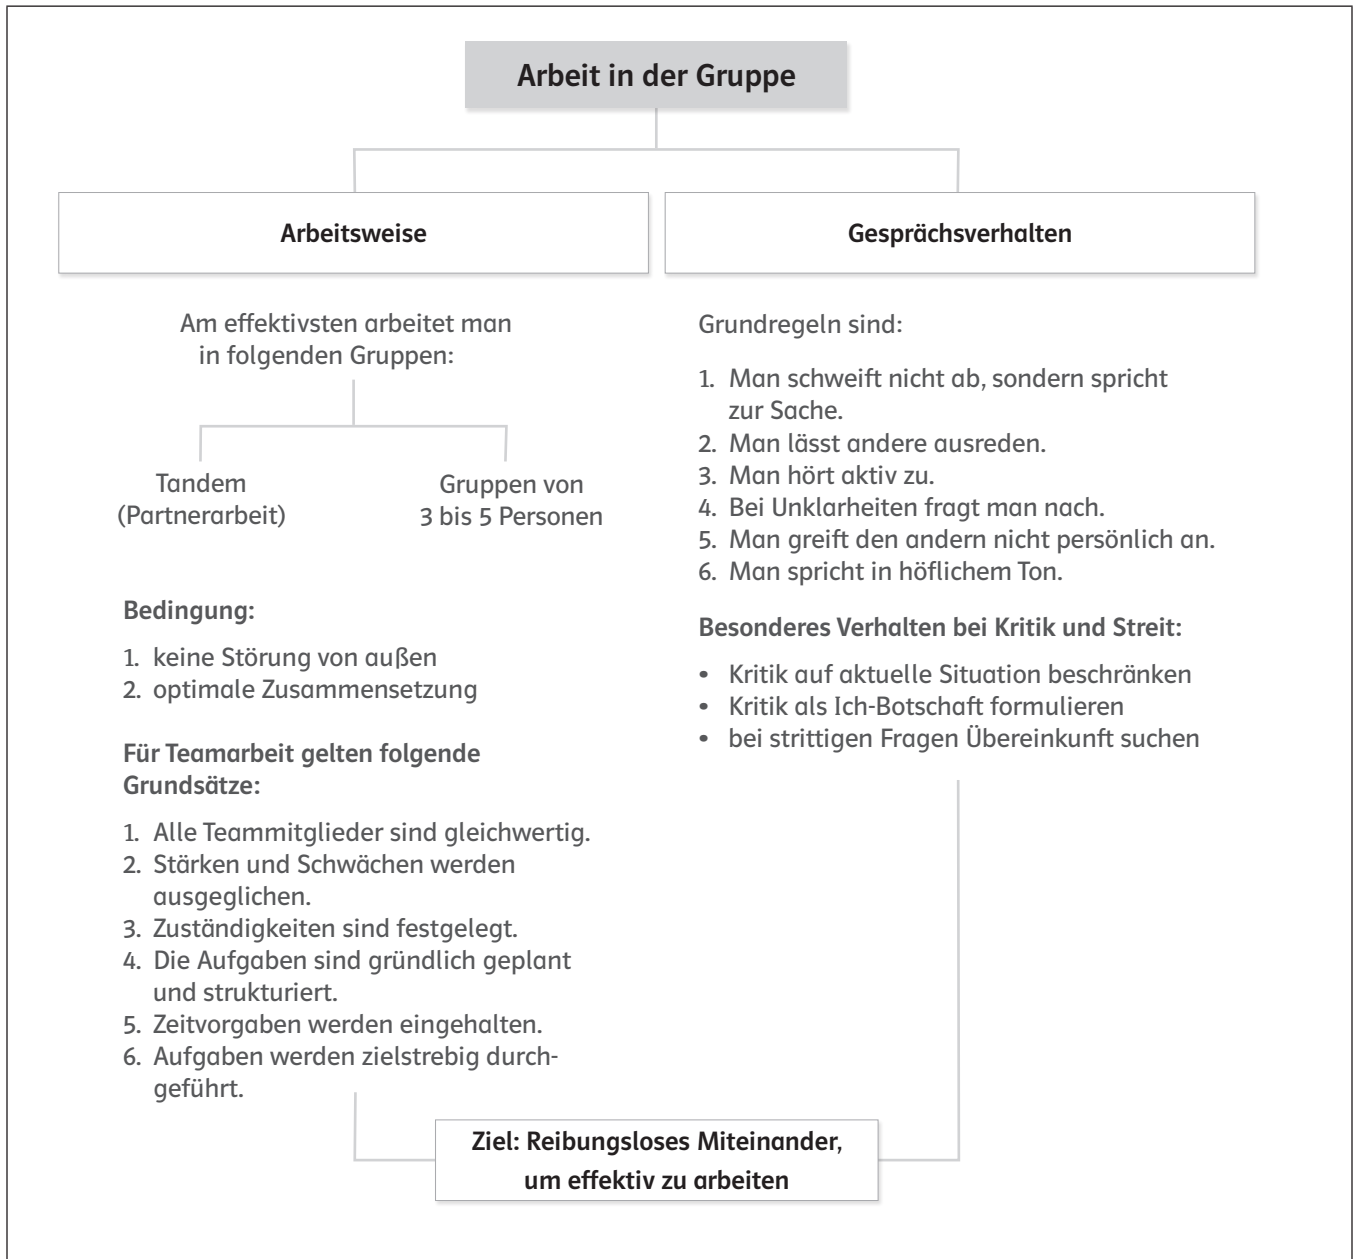 Arbeit in der Gruppe
Arbeitsweise
Am effektivsten arbeitet man
in folgenden Gruppen:
Tandem
(Partnerarbeit)
Gruppen von
3 bis 5 Personen
Bedingung:
1. keine Störung von außen
2. optimale Zusammensetzung
Für Teamarbeit gelten folgende
Grundsätze:
1. Alle Teammitglieder sind gleichwertig.
2. Stärken und Schwächen werden
ausgeglichen.
3. Zuständigkeiten sind festgelegt.
4. Die Aufgaben sind gründlich geplant
und strukturiert.
5. Zeitvorgaben werden eingehalten.
6. Aufgaben werden zielstrebig durch-
geführt.
Gesprächsverhalten
Grundregeln sind:
1. Man schweift nicht ab, sondern spricht
zur Sache.
2. Man lässt andere ausreden.
3. Man hört aktiv zu.
4. Bei Unklarheiten fragt man nach.
5. Man greift den andern nicht persönlich an.
6. Man spricht in höflichem Ton.
Besonderes Verhalten bei Kritik und Streit:
• Kritik auf aktuelle Situation beschränken
• Kritik als Ich-Botschaft formulieren
• bei strittigen Fragen Übereinkunft suchen
Ziel: Reibungsloses Miteinander,
um effektiv zu arbeiten